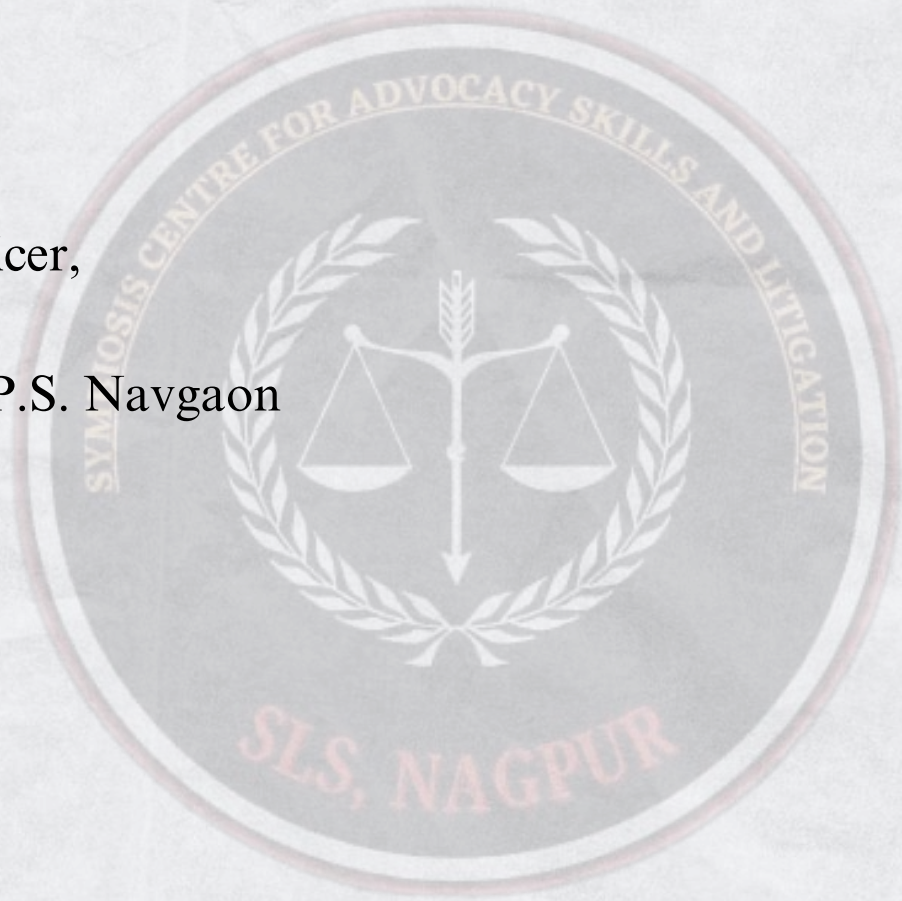 SYMBIOSIS CENTRE FOR ADVOCACY SKILLS AND LITIGATION
cer,
P.S. Navgaon
SLS, NAGPUR